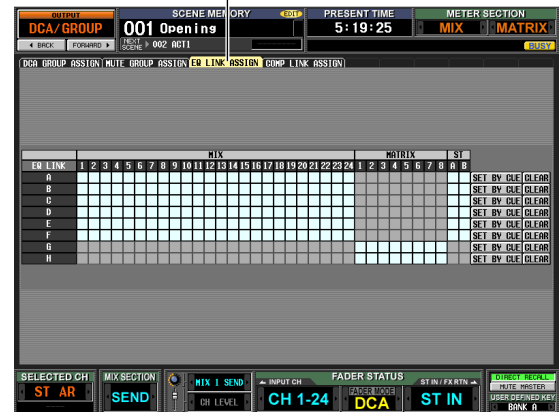 OUTPUT
DCA/GROUP
BACK FORWARD
SCENE MEMORY EDIT
001 Opening
NEXT SCENE 002 ACT1
PRESENT TIME
5:19:25
METER SECTION
MIX MATRIX
BUSY
DCA GROUP ASSIGN MUTE GROUP ASSIGN EQ LINK ASSIGN COMP LINK ASSIGN
MIX MATRIX ST
EQ LINK 1 2 3 4 5 6 7 8 9 10 11 12 13 14 15 16 17 18 19 20 21 22 23 24 1 2 3 4 5 6 7 8 A B
A SET BY CUE CLEAR
B SET BY CUE CLEAR
C SET BY CUE CLEAR
D SET BY CUE CLEAR
E SET BY CUE CLEAR
F SET BY CUE CLEAR
G SET BY CUE CLEAR
H SET BY CUE CLEAR
SELECTED CH
ST AR
MIX SECTION
SEND
MIX 1 SEND
CH LEVEL
FADER STATUS
INPUT CH
CH 1-24
FADER MODE
DCA
ST IN / FX RTN
ST IN
DIRECT RECALL
MUTE MASTER
USER DEFINED KEY
BANK A